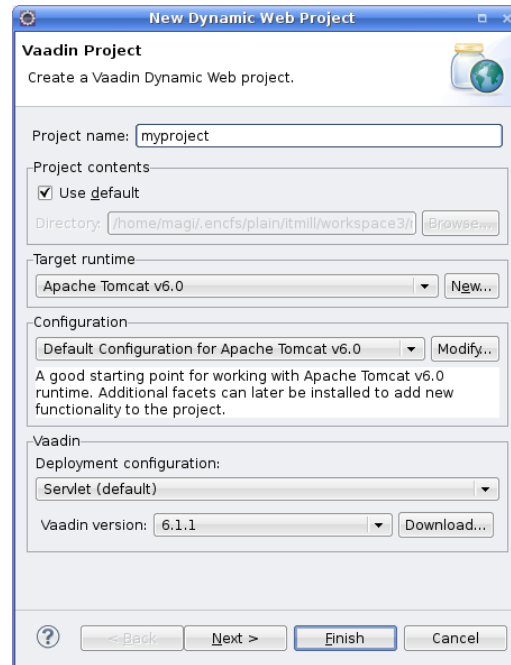 New Dynamic Web Project
Vaadin Project
Create a Vaadin Dynamic Web project.
Project name: myproject
Project contents
Use default
Directory: /home/magi/.encfs/plain/itmill/workspace3/ Browse...
Target runtime
Apache Tomcat v6.0 New...
Configuration
Default Configuration for Apache Tomcat v6.0 Modify...
A good starting point for working with Apache Tomcat v6.0
runtime. Additional facets can later be installed to add new
functionality to the project.
Vaadin
Deployment configuration:
Servlet (default)
Vaadin version: 6.1.1 Download...
? < Back Next > Finish Cancel